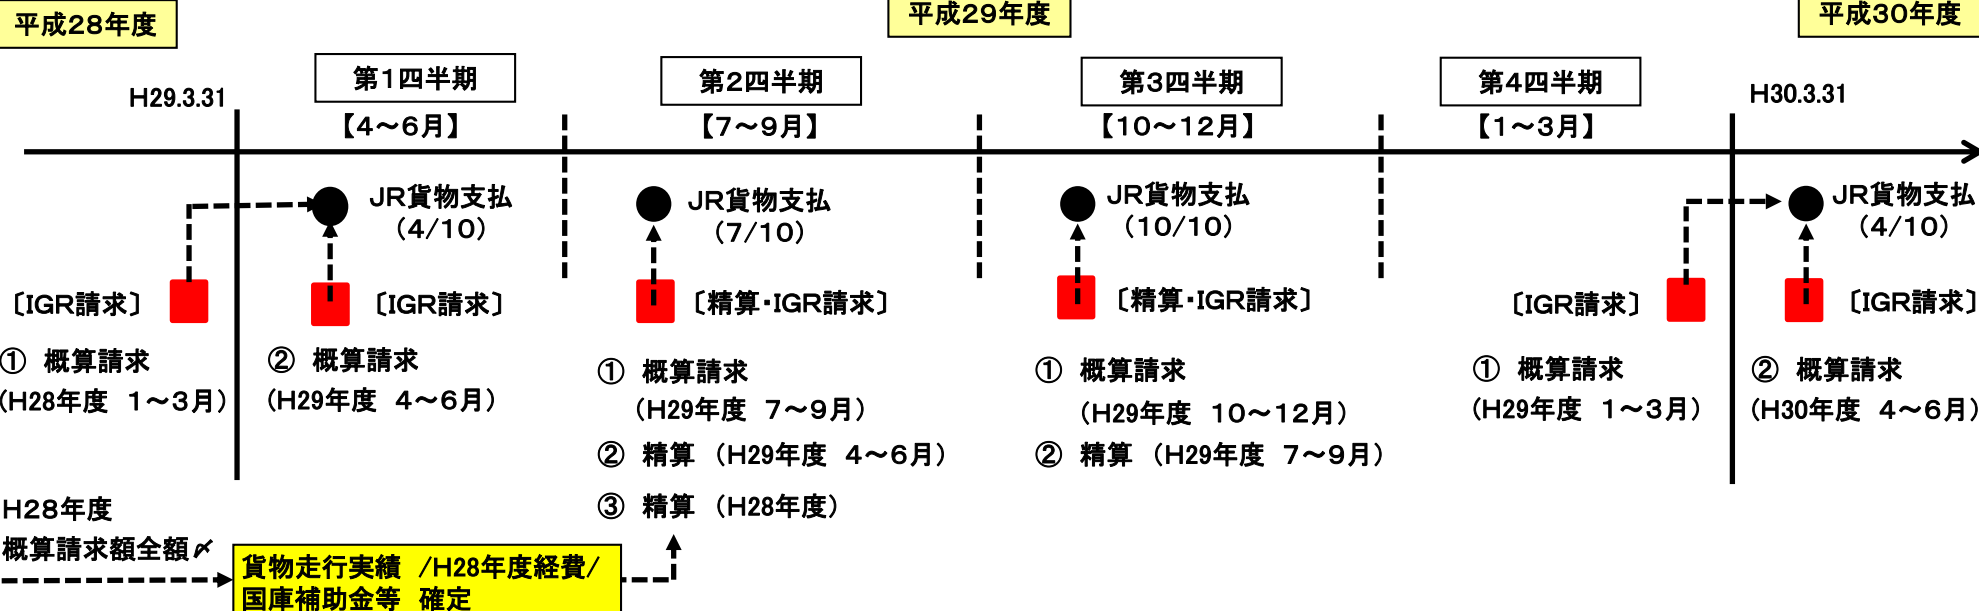 平成28年度
平成29年度
平成30年度
第1四半期
第2四半期
第3四半期
第4四半期
H29.3.31
H30.3.31
【4～6月】
【7～9月】
【10～12月】
【1～3月】
JR貨物支払
(4/10)
JR貨物支払
(7/10)
JR貨物支払
(10/10)
JR貨物支払
(4/10)
〔IGR請求〕
〔IGR請求〕
〔精算・IGR請求〕
〔精算・IGR請求〕
〔IGR請求〕
〔IGR請求〕
① 概算請求
(H28年度 1～3月)
② 概算請求
(H29年度 4～6月)
① 概算請求
(H29年度 7～9月)
② 精算 (H29年度 4～6月)
③ 精算 (H28年度)
① 概算請求
(H29年度 10～12月)
② 精算 (H29年度 7～9月)
① 概算請求
(H29年度 1～3月)
② 概算請求
(H30年度 4～6月)
H28年度
概算請求額全額〆
貨物走行実績 /H28年度経費/
国庫補助金等 確定